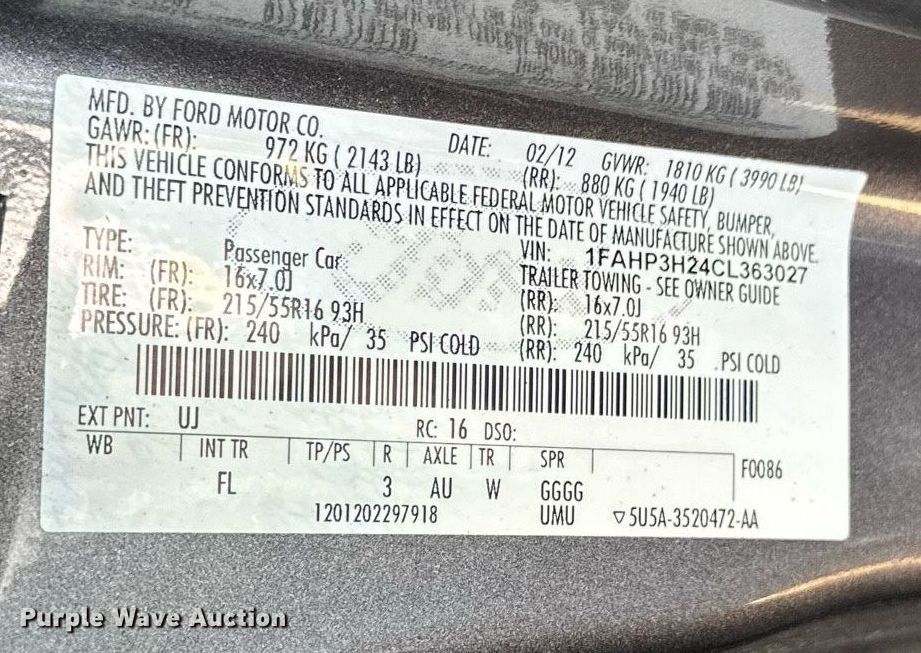 MFD. BY FORD MOTOR CO. DATE: 02/12 GVWR: 1810 KG ( 3990 LB)
GAWR: (FR): 972 KG ( 2143 LB) (RR): 880 KG ( 1940 LB)
THIS VEHICLE CONFORMS TO ALL APPLICABLE FEDERAL MOTOR VEHICLE SAFETY, BUMPER,
AND THEFT PREVENTION STANDARDS IN EFFECT ON THE DATE OF MANUFACTURE SHOWN ABOVE.
VIN: 1FAHP3H24CL363027
TYPE: Passenger Car TRAILER TOWING - SEE OWNER GUIDE
RIM: (FR): 16x7.0J (RR): 16x7.0J
TIRE: (FR): 215/55R16 93H (RR): 215/55R16 93H
PRESSURE: (FR): 240 kPa/ 35 PSI COLD (RR): 240 kPa/ 35 PSI COLD
EXT PNT: UJ RC: 16 DSO:
WB INT TR TP/PS R AXLE TR SPR F0086
FL 3 AU W GGGG
1201202297918 UMU ▽5U5A-3520472-AA
Purple Wave Auction